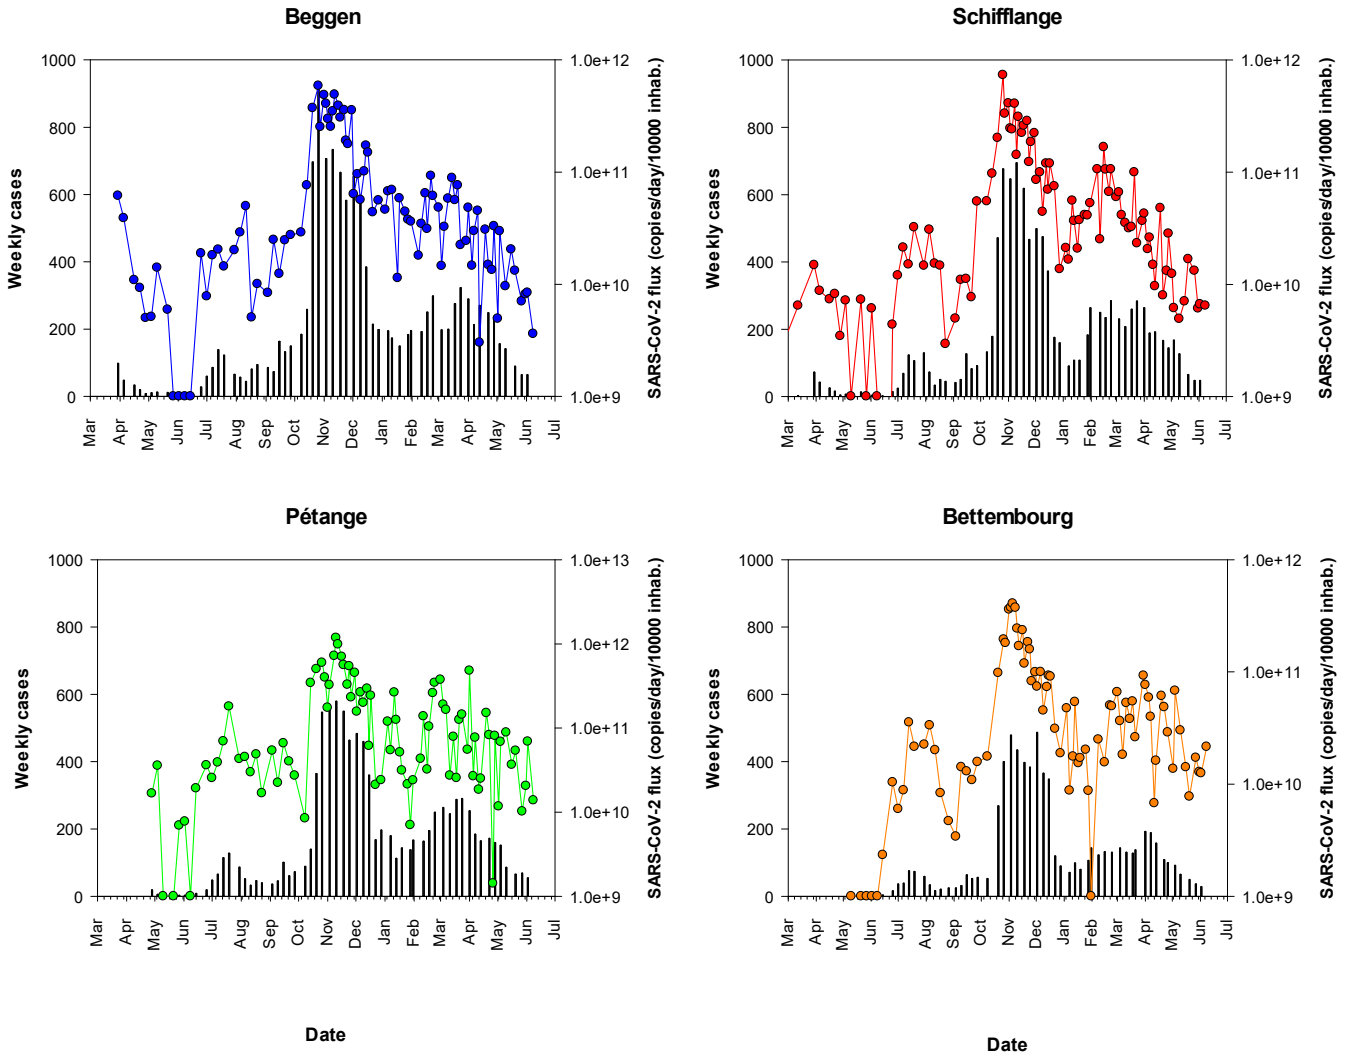 Beggen
Weekly cases
1000
800
600
400
200
0
1.0e+12
1.0e+11
1.0e+10
1.0e+9
SARS-CoV-2 flux (copies/day/10000 inhab.)
Mar Apr May Jun Jul Aug Sep Oct Nov Dec Jan Feb Mar Apr May Jun Jul
Schifflange
Weekly cases
1000
800
600
400
200
0
1.0e+12
1.0e+11
1.0e+10
1.0e+9
SARS-CoV-2 flux (copies/day/10000 inhab.)
Mar Apr May Jun Jul Aug Sep Oct Nov Dec Jan Feb Mar Apr May Jun Jul
Pétange
Weekly cases
1000
800
600
400
200
0
1.0e+13
1.0e+12
1.0e+11
1.0e+10
1.0e+9
SARS-CoV-2 flux (copies/day/10000 inhab.)
Mar Apr May Jun Jul Aug Sep Oct Nov Dec Jan Feb Mar Apr May Jun Jul
Date
Bettembourg
Weekly cases
1000
800
600
400
200
0
1.0e+12
1.0e+11
1.0e+10
1.0e+9
SARS-CoV-2 flux (copies/day/10000 inhab.)
Mar Apr May Jun Jul Aug Sep Oct Nov Dec Jan Feb Mar Apr May Jun Jul
Date